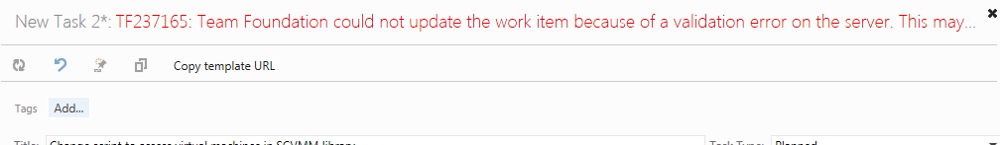 New Task 2*: TF237165: Team Foundation could not update the work item because of a validation error on the server. This may...
Copy template URL
Tags Add...
Title: Change script to access virtual machines in SCVMM library Task Type: Planned